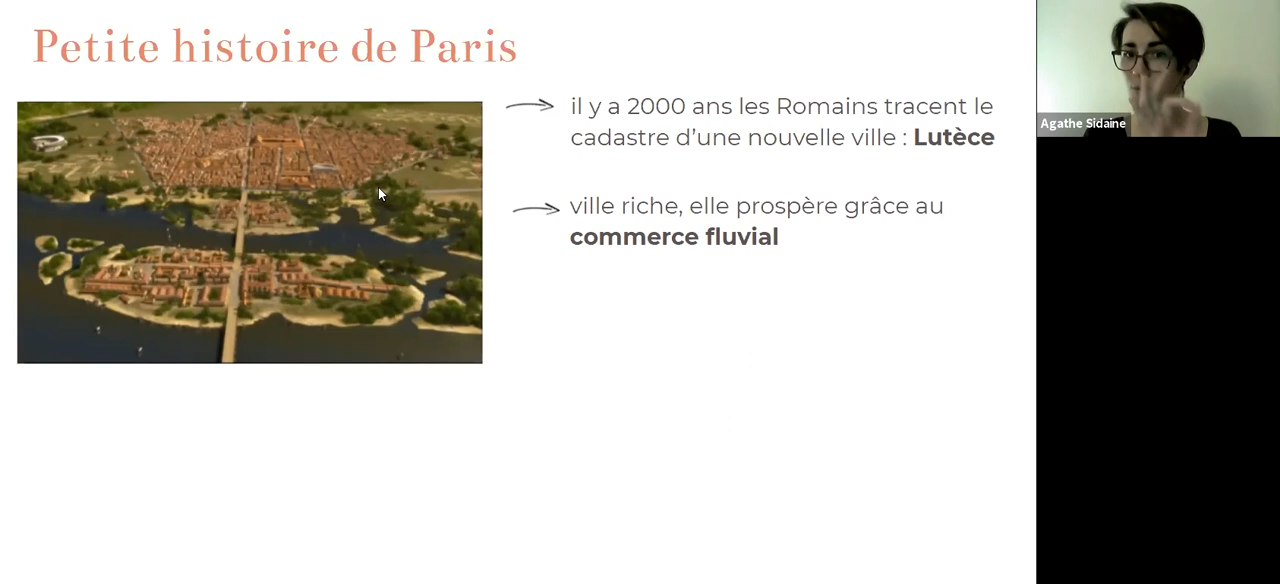 Petite histoire de Paris
il y a 2000 ans les Romains tracent le
cadastre d’une nouvelle ville : Lutèce
ville riche, elle prospère grâce au
commerce fluvial
Agathe Sidaine